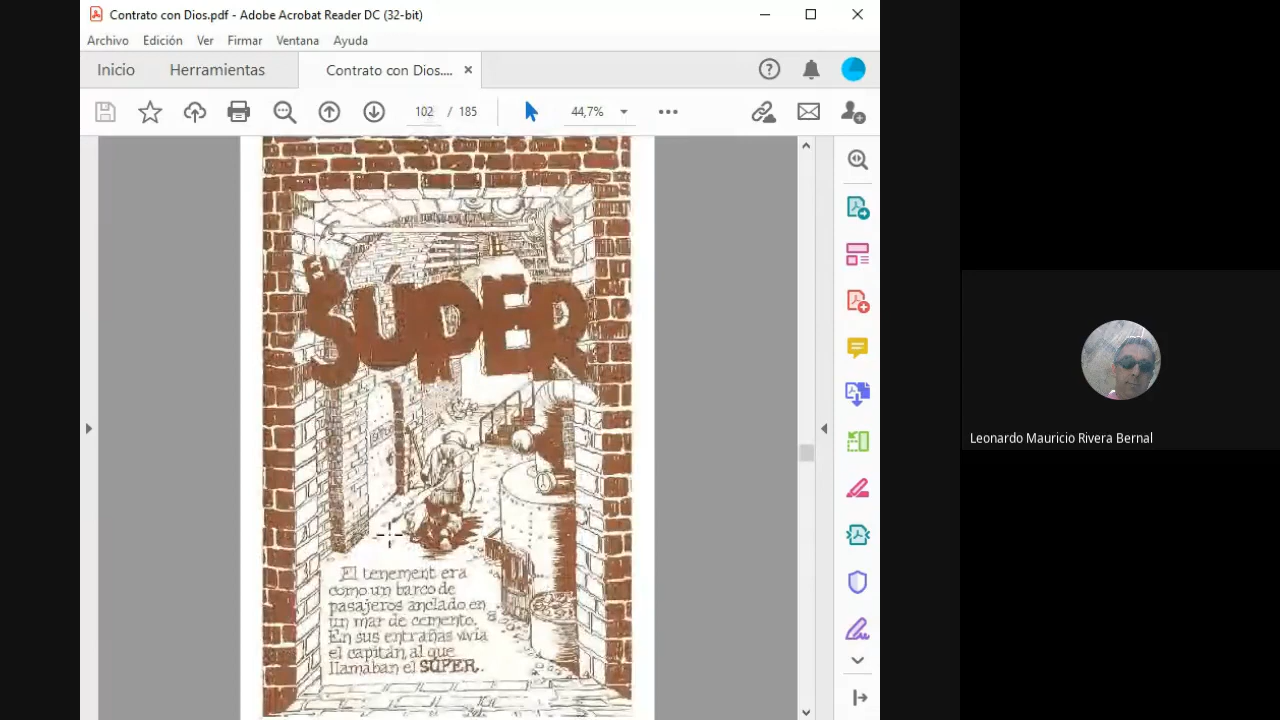 Contrato con Dios.pdf - Adobe Acrobat Reader DC (32-bit)
Archivo Edición Ver Firmar Ventana Ayuda
Inicio Herramientas Contrato con Dios....
102 / 185 44,7%
EL
SÚPER
El tenement era
como un barco de
pasajeros anclado en
un mar de cemento.
En sus entrañas vivía
el capitán al que
llamaban el SÚPER.
Leonardo Mauricio Rivera Bernal